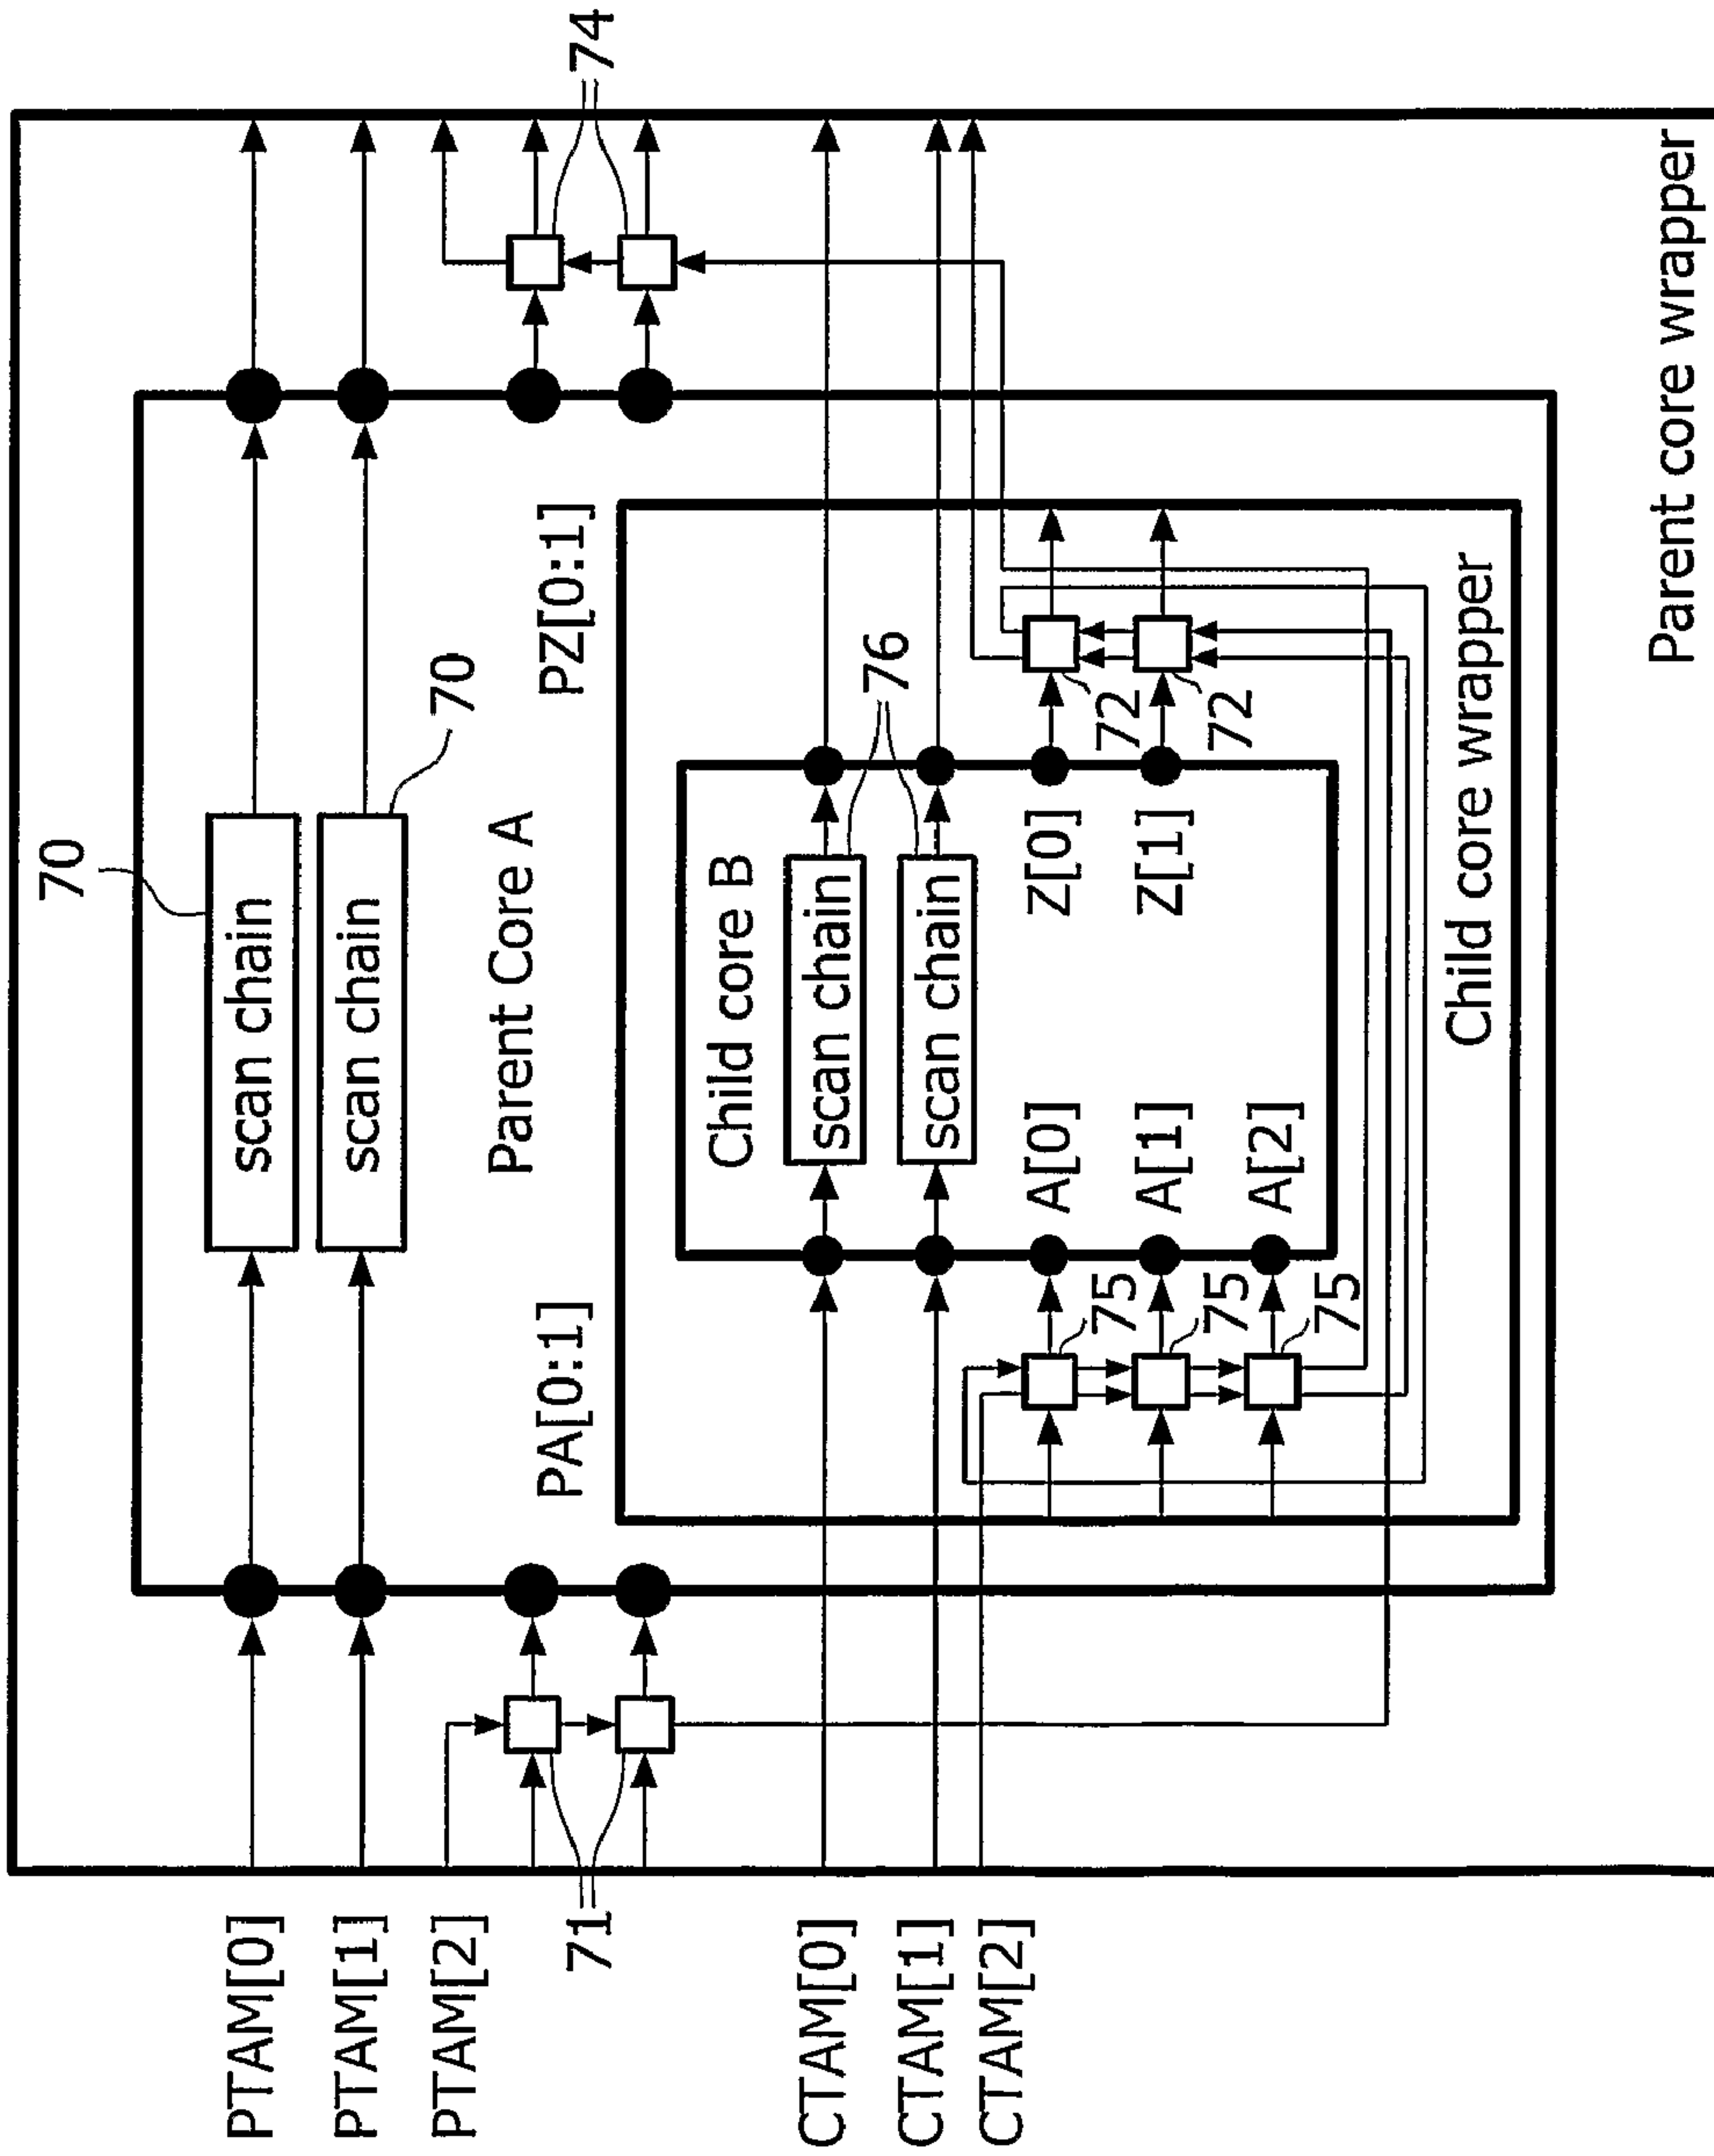 70
scan chain
70
scan chain
Parent Core A
PA[0:1]
PZ[0:1]
74
71
PTAM[0]
PTAM[1]
PTAM[2]
CTAM[0]
CTAM[1]
CTAM[2]
Child core B
scan chain
scan chain
76
A[0]
A[1]
A[2]
Z[0]
Z[1]
75
75
75
72
72
Child core wrapper
Parent core wrapper